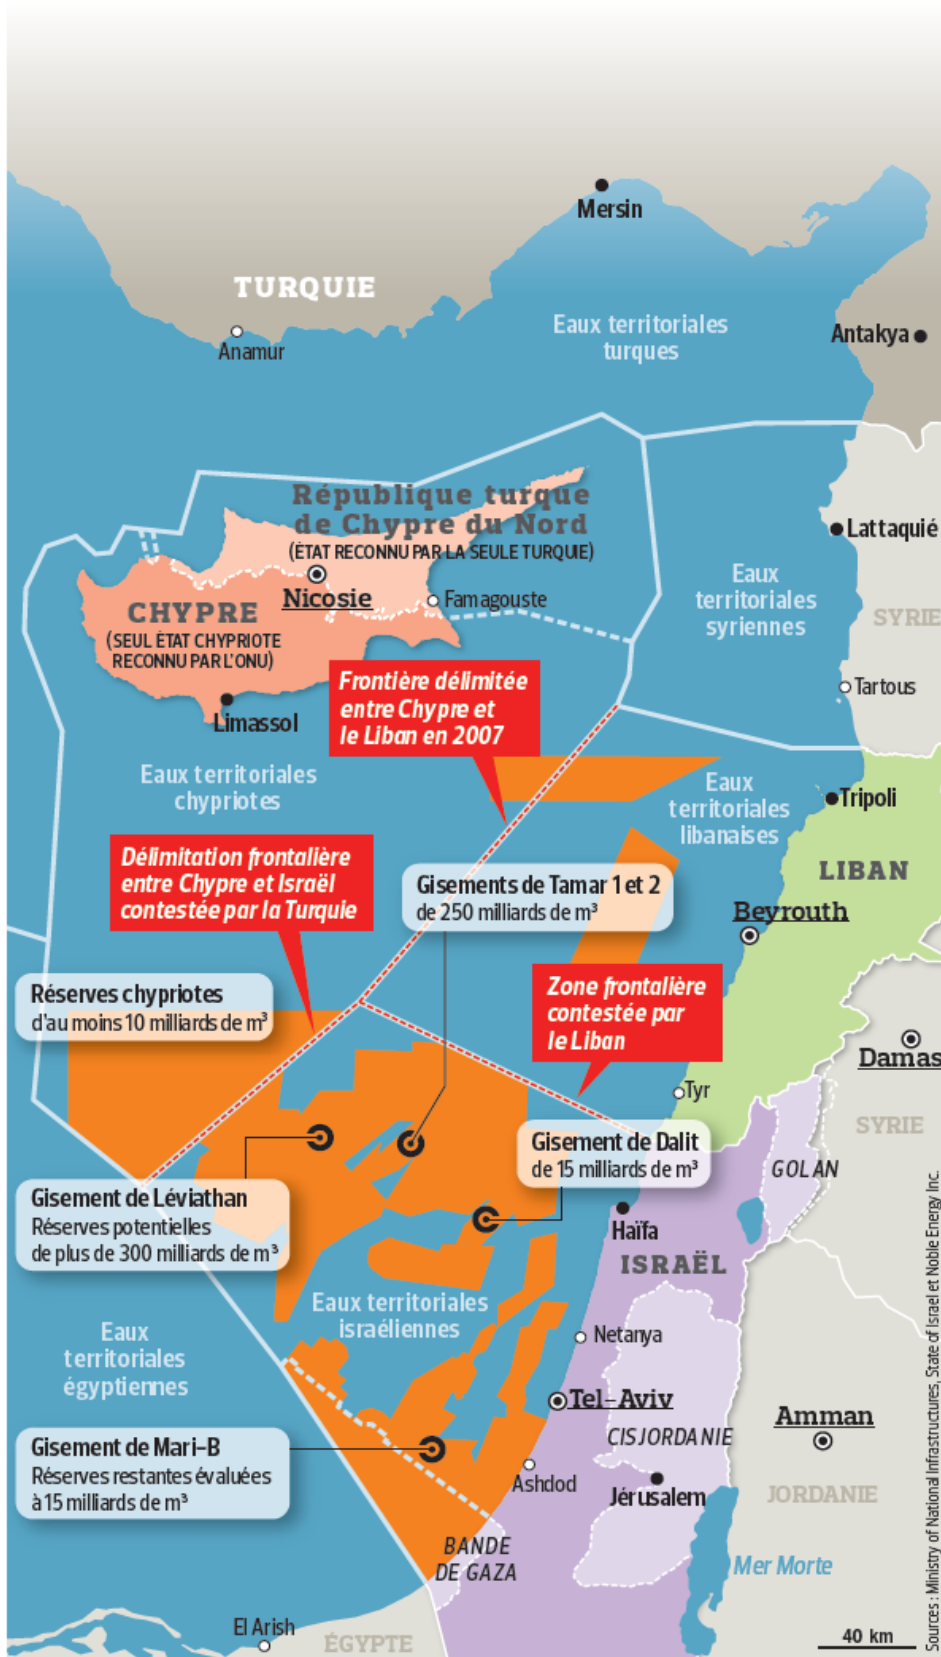 Mersin
TURQUIE
Anamur
Eaux territoriales
turques
Antakya
République turque
de Chypre du Nord
(ÉTAT RECONNU PAR LA SEULE TURQUIE)
Lattaquié
Nicosie
Famagouste
CHYPRE
(SEUL ÉTAT CHYPRIOTE
RECONNU PAR L'ONU)
Eaux
territoriales
syriennes
SYRIE
Limassol
Frontière délimitée
entre Chypre et
le Liban en 2007
Tartous
Eaux territoriales
chypriotes
Eaux
territoriales
libanaises
Tripoli
LIBAN
Délimitation frontalière
entre Chypre et Israël
contestée par la Turquie
Gisements de Tamar 1 et 2
de 250 milliards de m³
Beyrouth
Réserves chypriotes
d'au moins 10 milliards de m³
Zone frontalière
contestée par
le Liban
Damas
Tyr
SYRIE
Gisement de Dalit
de 15 milliards de m³
GOLAN
Gisement de Léviathan
Réserves potentielles
de plus de 300 milliards de m³
Haïfa
ISRAËL
Eaux territoriales
israéliennes
Eaux
territoriales
égyptiennes
Netanya
Tel-Aviv
CISJORDANIE
Amman
Gisement de Mari-B
Réserves restantes évaluées
à 15 milliards de m³
Ashdod
Jérusalem
JORDANIE
BANDE
DE GAZA
Mer Morte
El Arish
ÉGYPTE
40 km
Sources : Ministry of National Infrastructures, State of Israel et Noble Energy Inc.